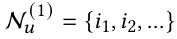 𝒩_u^{(1)} = {i_1, i_2, ...}